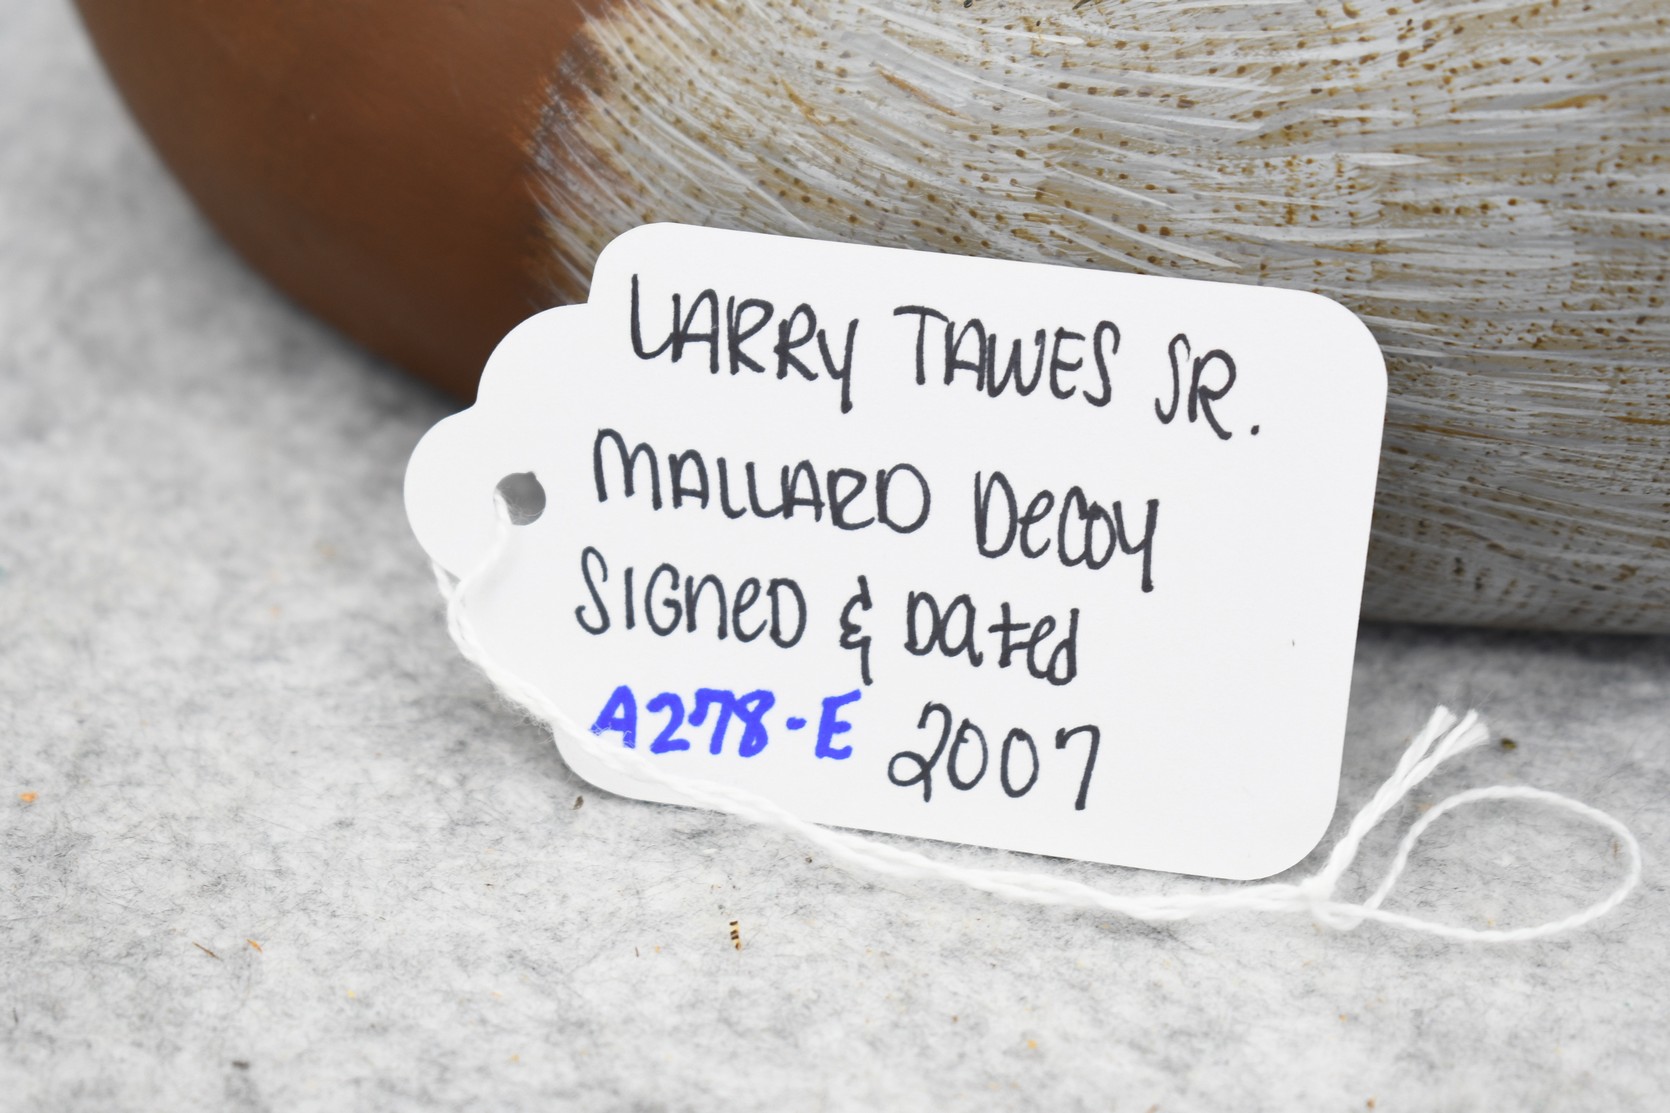 LARRY TAWES SR.
MALLARD DeCOY
SIGNeD & DaTed
A278-E 2007